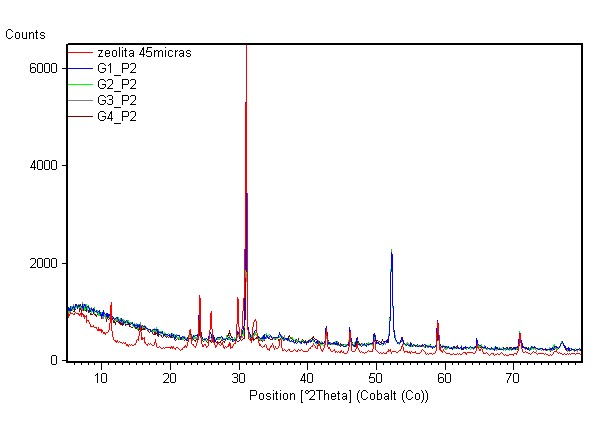 Counts
zeolita 45micras
G1_P2
G2_P2
G3_P2
G4_P2
6000
4000
2000
0
10 20 30 40 50 60 70
Position [°2Theta] (Cobalt (Co))